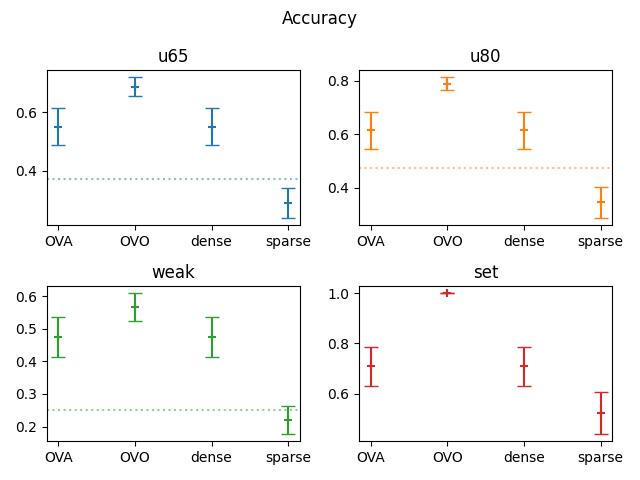 Accuracy
u65
0.6
0.4
OVA OVO dense sparse
u80
0.8
0.6
0.4
OVA OVO dense sparse
weak
0.6
0.5
0.4
0.3
0.2
OVA OVO dense sparse
set
1.0
0.8
0.6
OVA OVO dense sparse